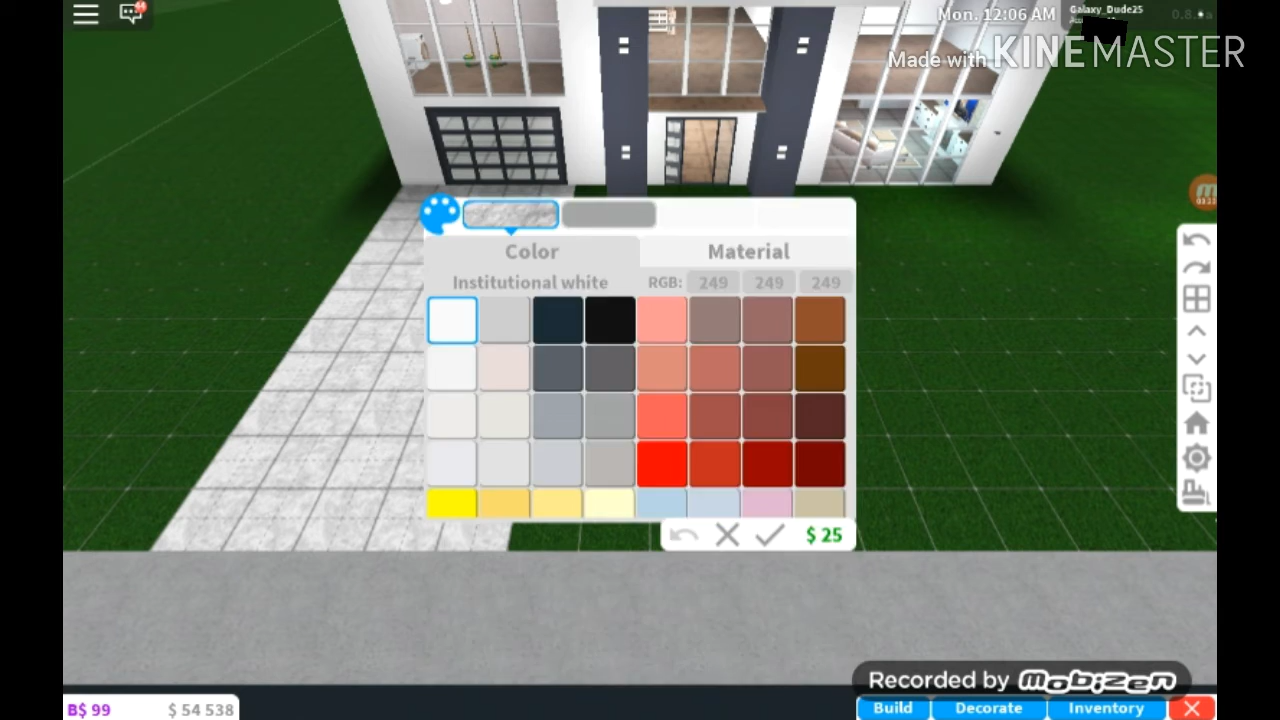 44
Mon. 12:06 AM
Galaxy_Dude25
Made with KINEMASTER
Color
Material
Institutional white
RGB: 249 249 249
$ 25
Recorded by mobizen
B$ 99
$ 54 538
Build
Decorate
Inventory